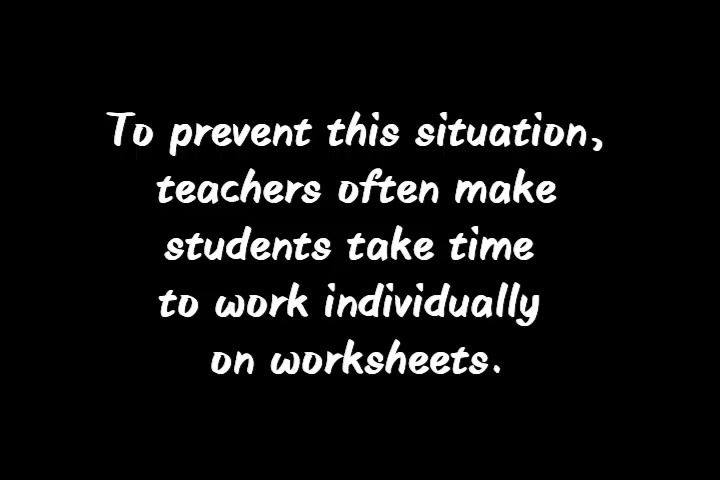 To prevent this situation,
teachers often make
students take time
to work individually
on worksheets.